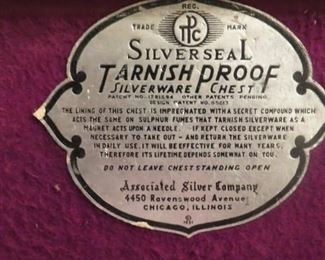 REG.
TRADE MARK
TPC
SILVERSEAL
TARNISH PROOF
SILVERWARE CHEST
PATENT NO. OTHER PATENTS PENDING
DESIGN PATENT NO.
THE LINING OF THIS CHEST IS IMPREGNATED WITH A SECRET COMPOUND WHICH
ACTS THE SAME ON SULPHUR FUMES THAT TARNISH SILVERWARE AS A
MAGNET ACTS UPON A NEEDLE. IF KEPT CLOSED EXCEPT WHEN
NECESSARY TO TAKE OUT - AND RETURN THE SILVERWARE
IN DAILY USE, IT WILL BE EFFECTIVE FOR MANY YEARS,
THEREFORE ITS LIFETIME DEPENDS SOMEWHAT ON YOU.
DO NOT LEAVE CHEST STANDING OPEN
Associated Silver Company
4450 Ravenswood Avenue
CHICAGO, ILLINOIS